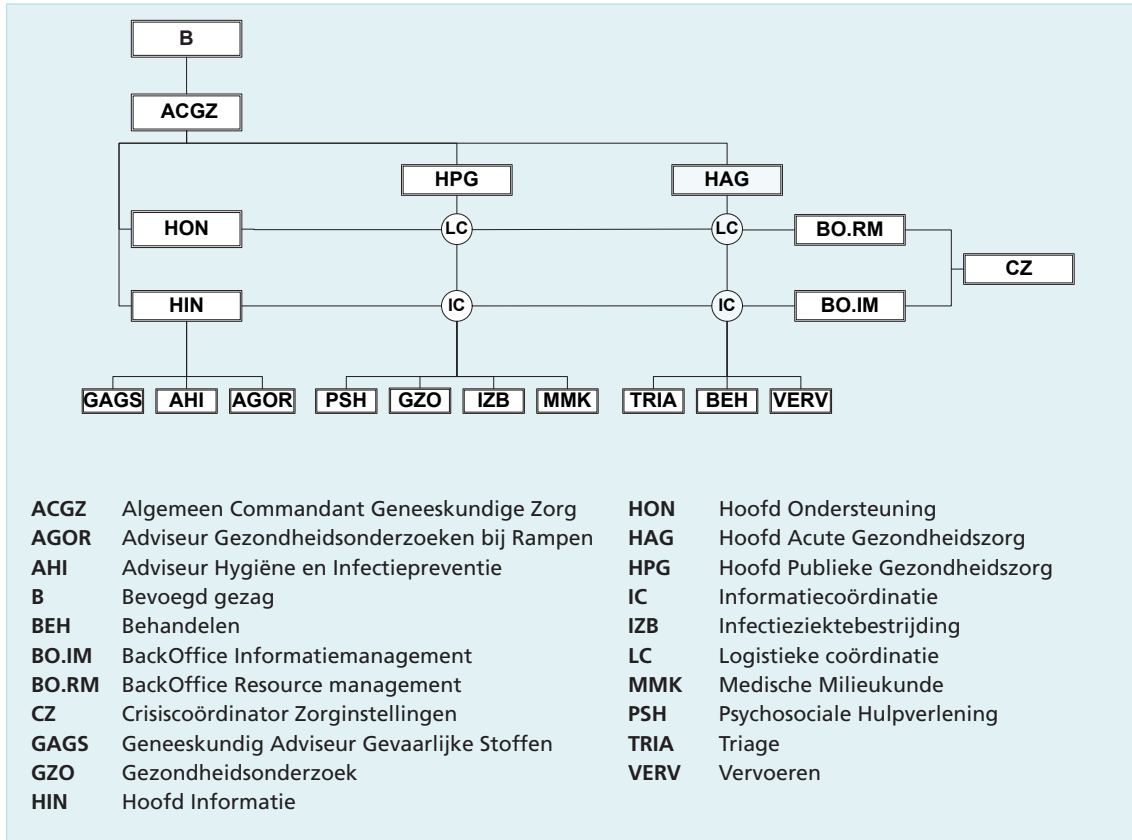 B
ACGZ
HPG HAG
HON LC LC BO.RM
CZ
HIN IC IC BO.IM
GAGS AHI AGOR PSH GZO IZB MMK TRIA BEH VERV
ACGZ Algemeen Commandant Geneeskundige Zorg
AGOR Adviseur Gezondheidsonderzoeken bij Rampen
AHI Adviseur Hygiëne en Infectiepreventie
B Bevoegd gezag
BEH Behandelen
BO.IM BackOffice Informatiemanagement
BO.RM BackOffice Resource management
CZ Crisiscoördinator Zorginstellingen
GAGS Geneeskundig Adviseur Gevaarlijke Stoffen
GZO Gezondheidsonderzoek
HIN Hoofd Informatie
HON Hoofd Ondersteuning
HAG Hoofd Acute Gezondheidszorg
HPG Hoofd Publieke Gezondheidszorg
IC Informatiecoördinatie
IZB Infectieziektebestrijding
LC Logistieke coördinatie
MMK Medische Milieukunde
PSH Psychosociale Hulpverlening
TRIA Triage
VERV Vervoeren